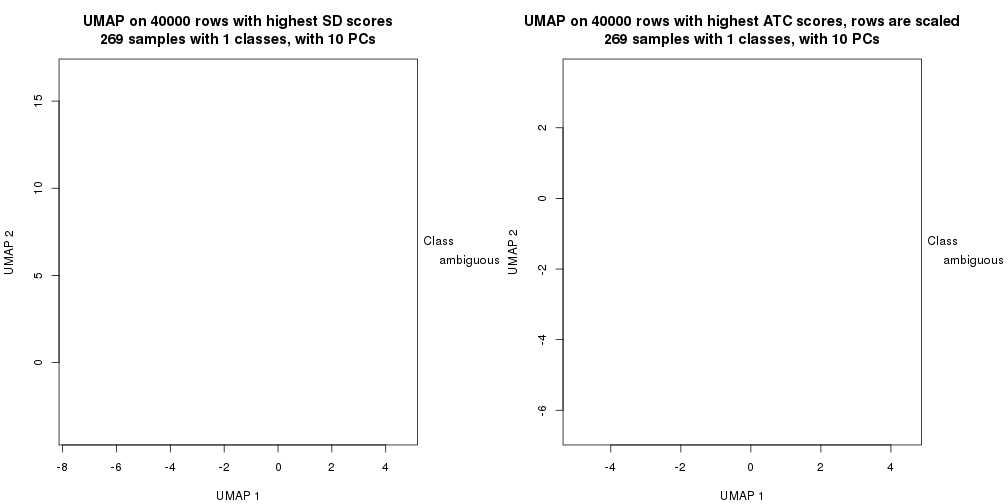 UMAP on 40000 rows with highest SD scores
269 samples with 1 classes, with 10 PCs
15
10
5
0
UMAP 2
-8 -6 -4 -2 0 2 4
UMAP 1
Class
ambiguous
UMAP on 40000 rows with highest ATC scores, rows are scaled
269 samples with 1 classes, with 10 PCs
2
0
-2
-4
-6
UMAP 2
-4 -2 0 2 4
UMAP 1
Class
ambiguous